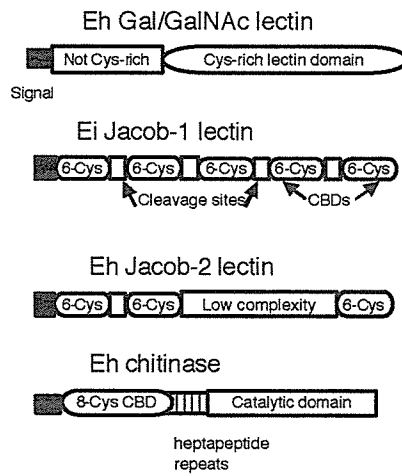 Eh Gal/GalNAc lectin
Not Cys-rich Cys-rich lectin domain
Signal
Ei Jacob-1 lectin
6-Cys 6-Cys 6-Cys 6-Cys 6-Cys
Cleavage sites CBDs
Eh Jacob-2 lectin
6-Cys 6-Cys Low complexity 6-Cys
Eh chitinase
8-Cys CBD Catalytic domain
heptapeptide
repeats